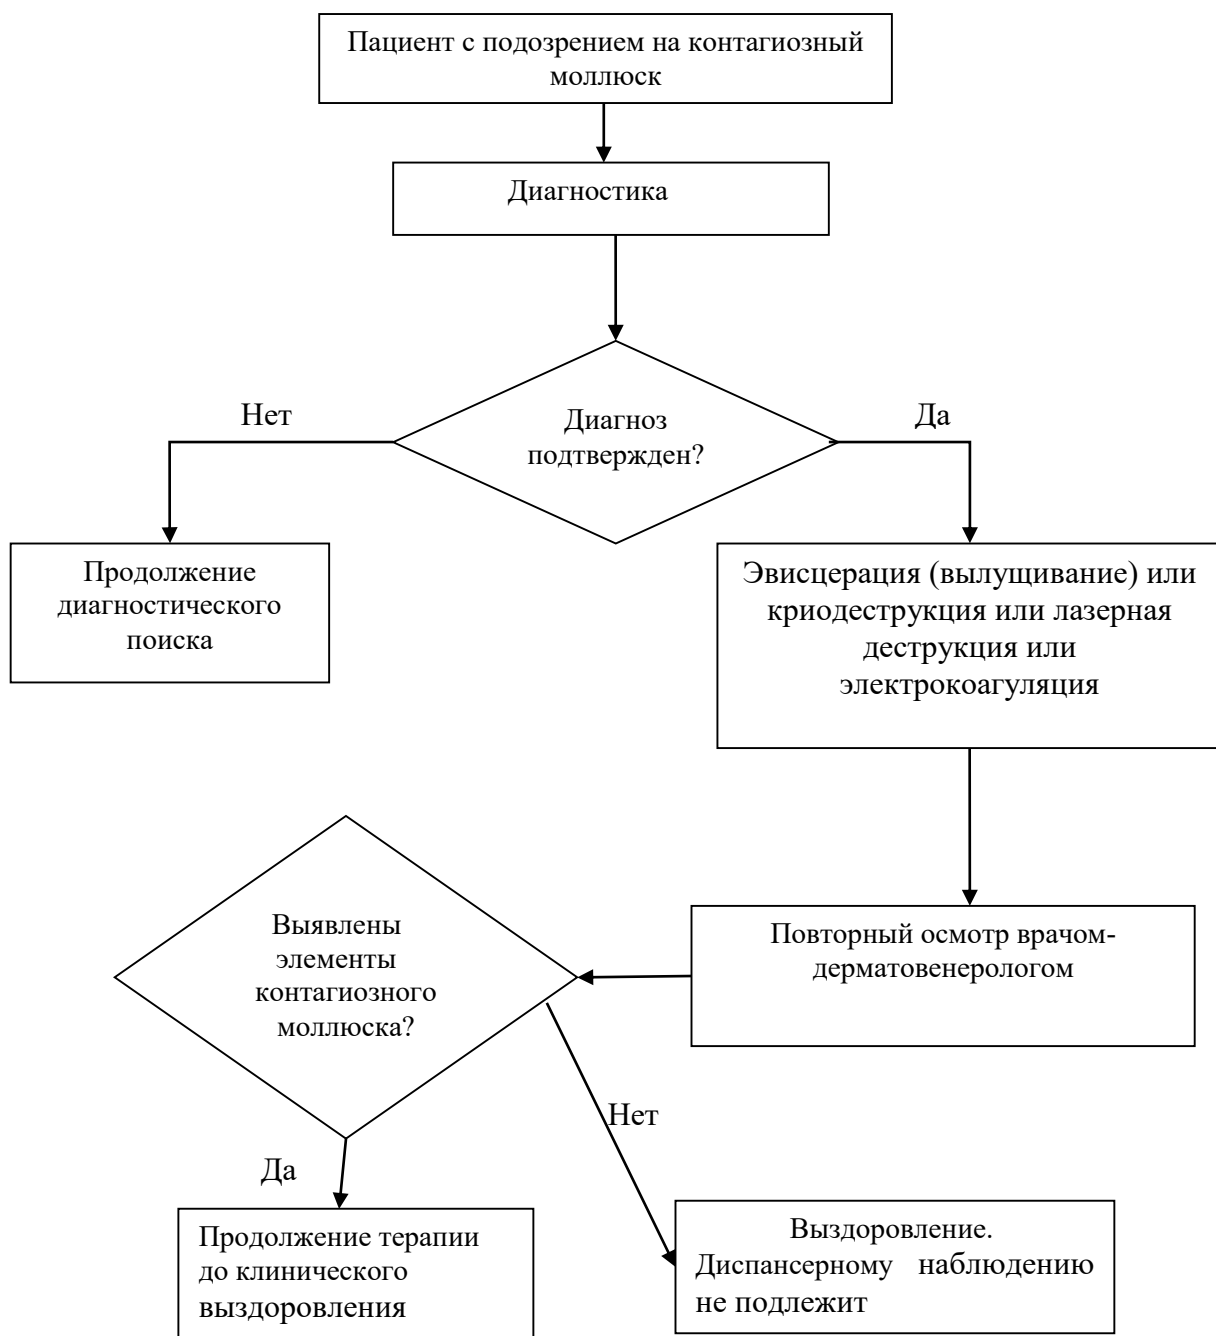 Пациент с подозрением на контагиозный
моллюск
Диагностика
Нет
Да
Диагноз
подтвержден?
Продолжение
диагностического
поиска
Эвисцерация (вылущивание) или
криодеструкция или лазерная
деструкция или
электрокоагуляция
Повторный осмотр врачом-
дерматовенерологом
Выявлены
элементы
контагиозного
моллюска?
Нет
Да
Продолжение терапии
до клинического
выздоровления
Выздоровление.
Диспансерному наблюдению
не подлежит